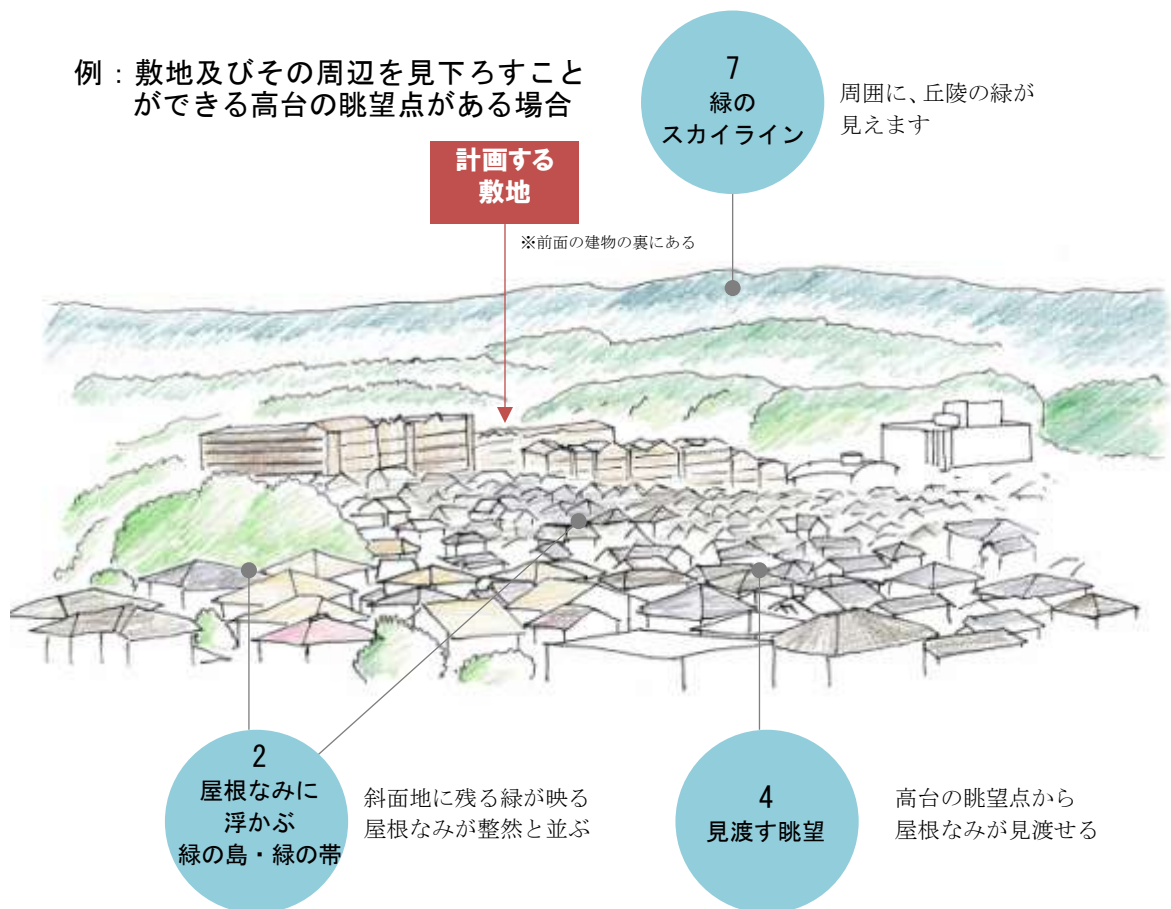 例：敷地及びその周辺を見下ろすこと
ができる高台の眺望点がある場合
7
緑の
スカイライン
周囲に、丘陵の緑が
見えます
計画する
敷地
※前面の建物の裏にある
2
屋根なみに
浮かぶ
緑の島・緑の帯
斜面地に残る緑が映る
屋根なみが整然と並ぶ
4
見渡す眺望
高台の眺望点から
屋根なみが見渡せる